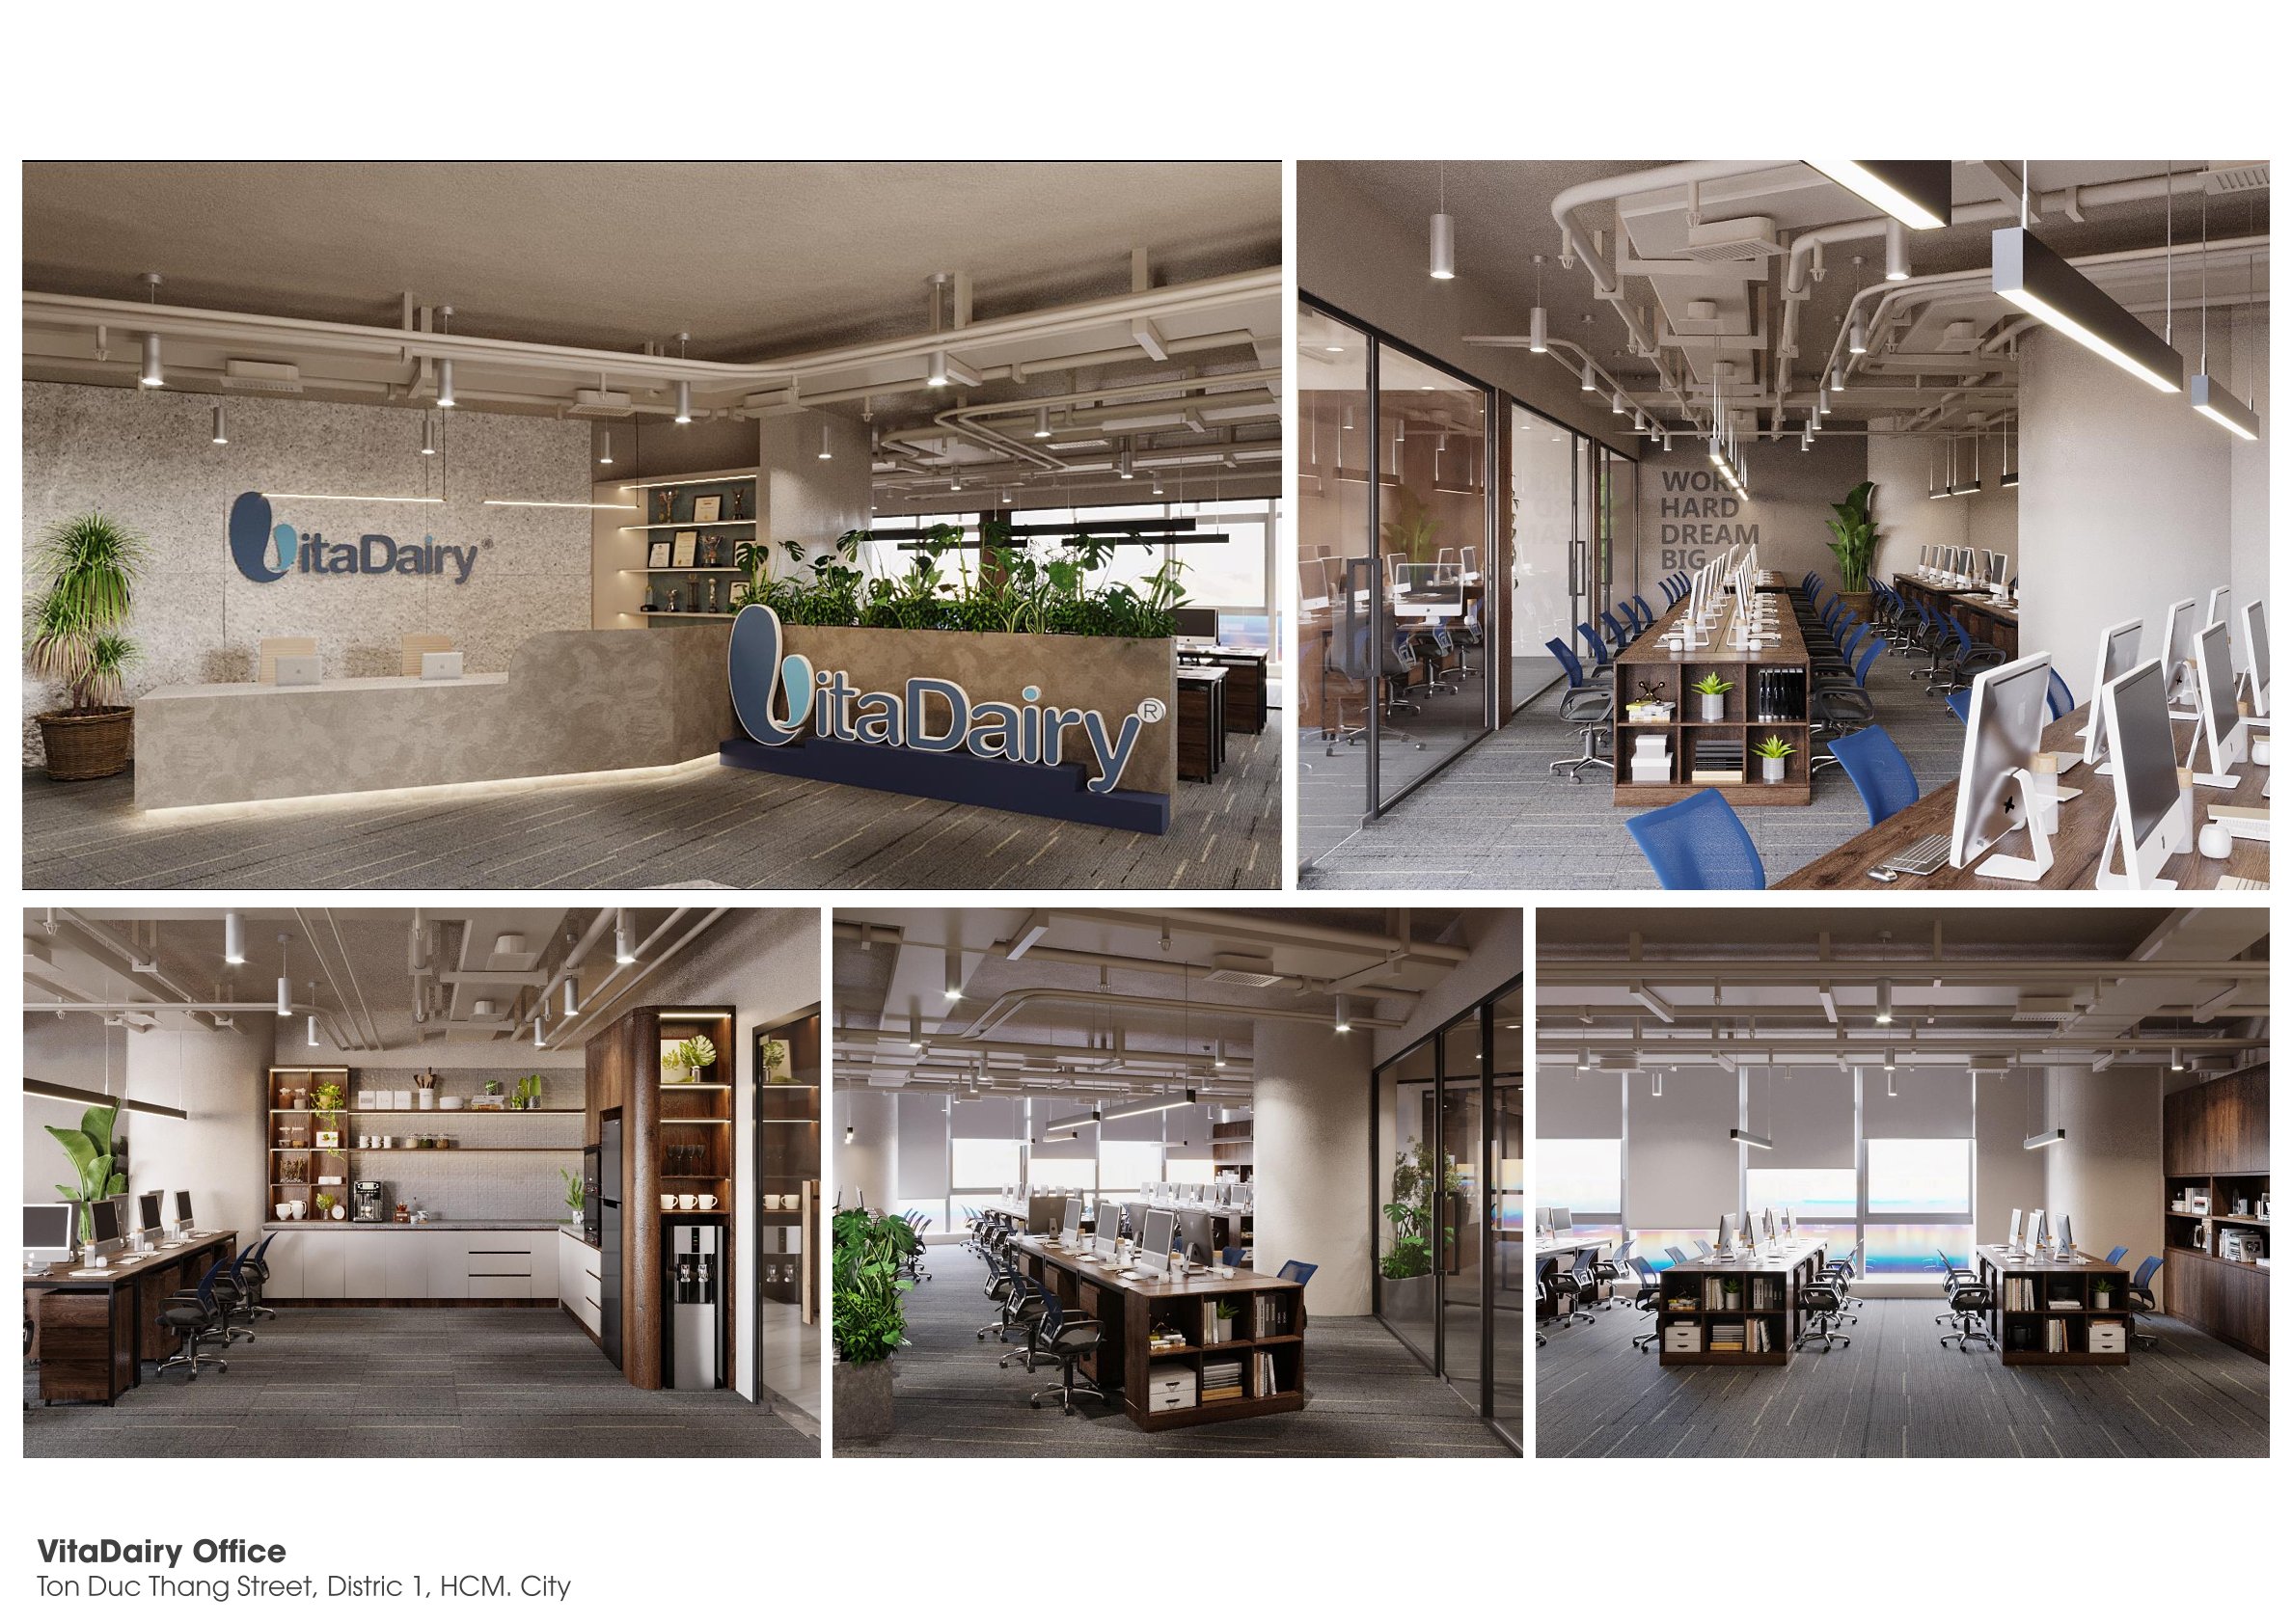 VitaDairy®
VitaDairy®
WORK
HARD
DREAM
BIG
VitaDairy Office
Ton Duc Thang Street, Distric 1, HCM. City